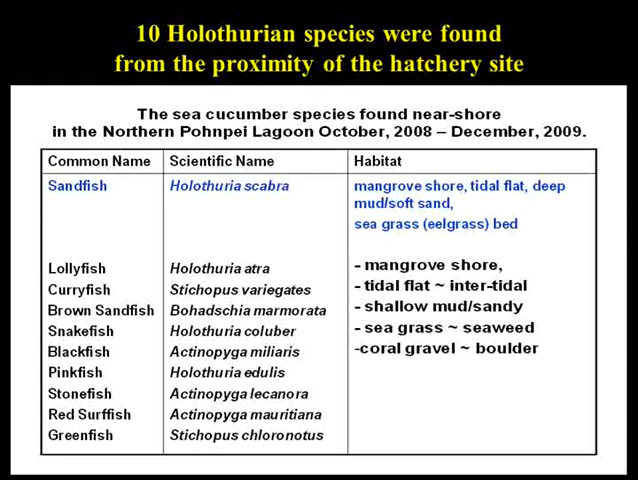 10 Holothurian species were found
from the proximity of the hatchery site
The sea cucumber species found near-shore
in the Northern Pohnpei Lagoon October, 2008 – December, 2009.
Common Name Scientific Name Habitat
Sandfish Holothuria scabra mangrove shore, tidal flat, deep
mud/soft sand,
sea grass (eelgrass) bed
Lollyfish Holothuria atra - mangrove shore,
Curryfish Stichopus variegates - tidal flat ~ inter-tidal
Brown Sandfish Bohadschia marmorata - shallow mud/sandy
Snakefish Holothuria coluber - sea grass ~ seaweed
Blackfish Actinopyga miliaris -coral gravel ~ boulder
Pinkfish Holothuria edulis
Stonefish Actinopyga lecanora
Red Surffish Actinopyga mauritiana
Greenfish Stichopus chloronotus